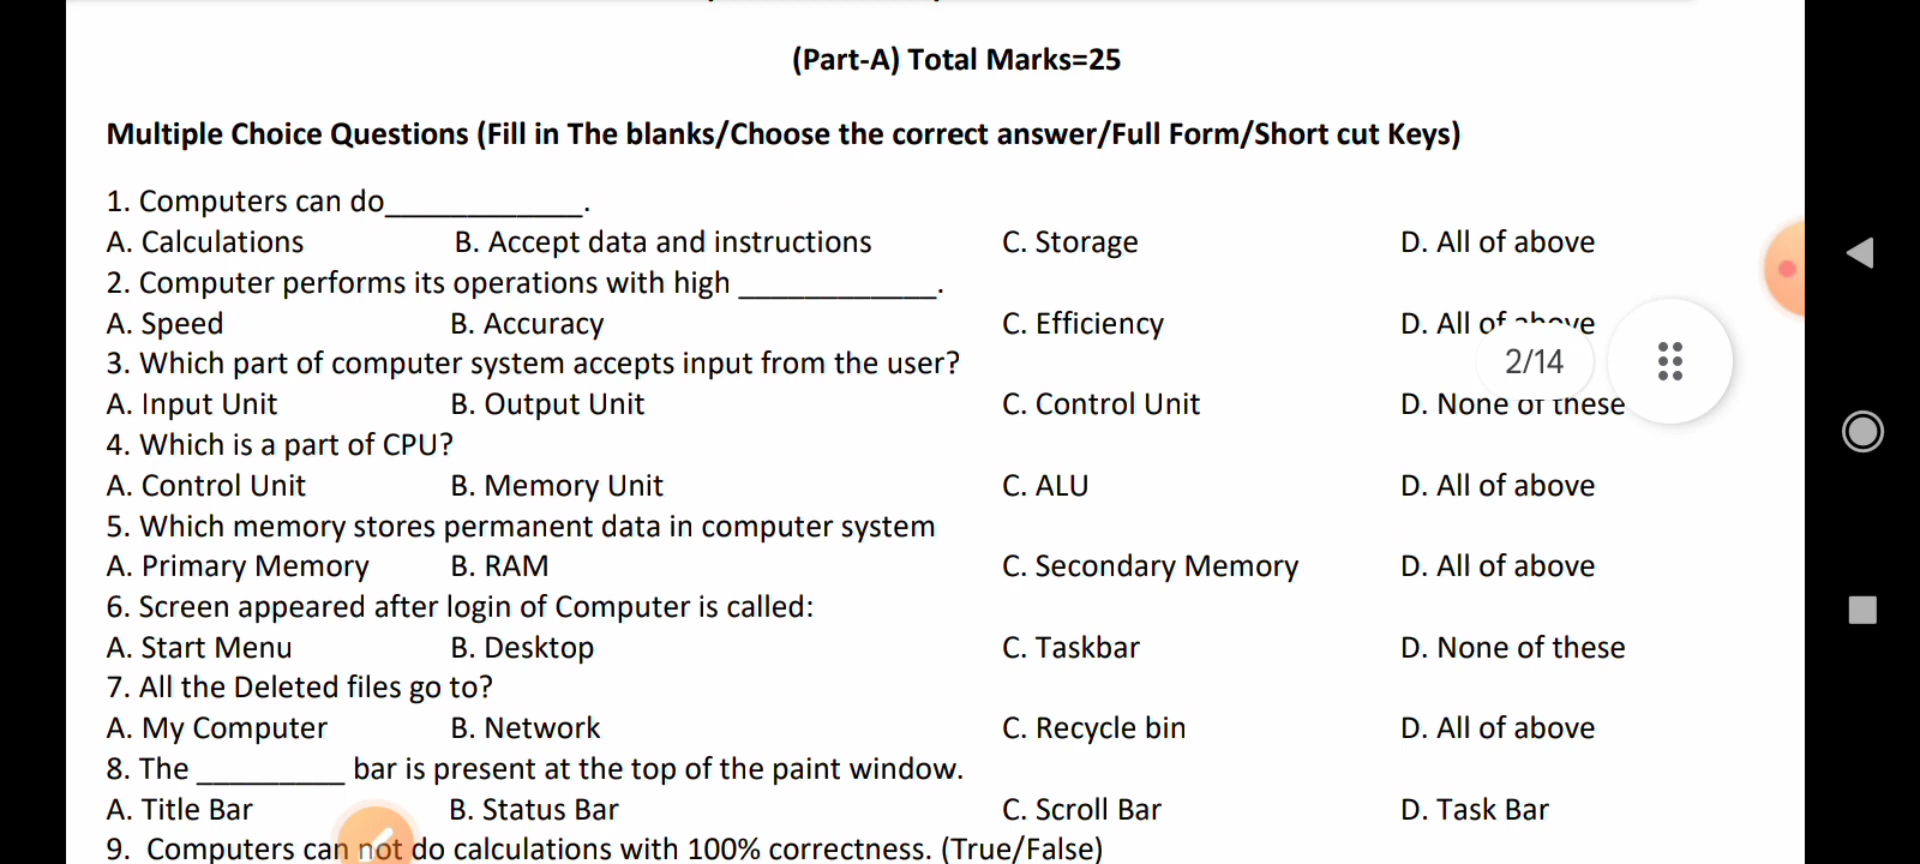 (Part-A) Total Marks=25
Multiple Choice Questions (Fill in The blanks/Choose the correct answer/Full Form/Short cut Keys)
1. Computers can do____________.
A. Calculations B. Accept data and instructions C. Storage D. All of above
2. Computer performs its operations with high ____________.
A. Speed B. Accuracy C. Efficiency D. All of above
3. Which part of computer system accepts input from the user?
2/14
A. Input Unit B. Output Unit C. Control Unit D. None of these
4. Which is a part of CPU?
A. Control Unit B. Memory Unit C. ALU D. All of above
5. Which memory stores permanent data in computer system
A. Primary Memory B. RAM C. Secondary Memory D. All of above
6. Screen appeared after login of Computer is called:
A. Start Menu B. Desktop C. Taskbar D. None of these
7. All the Deleted files go to?
A. My Computer B. Network C. Recycle bin D. All of above
8. The _________ bar is present at the top of the paint window.
A. Title Bar B. Status Bar C. Scroll Bar D. Task Bar
9. Computers can not do calculations with 100% correctness. (True/False)